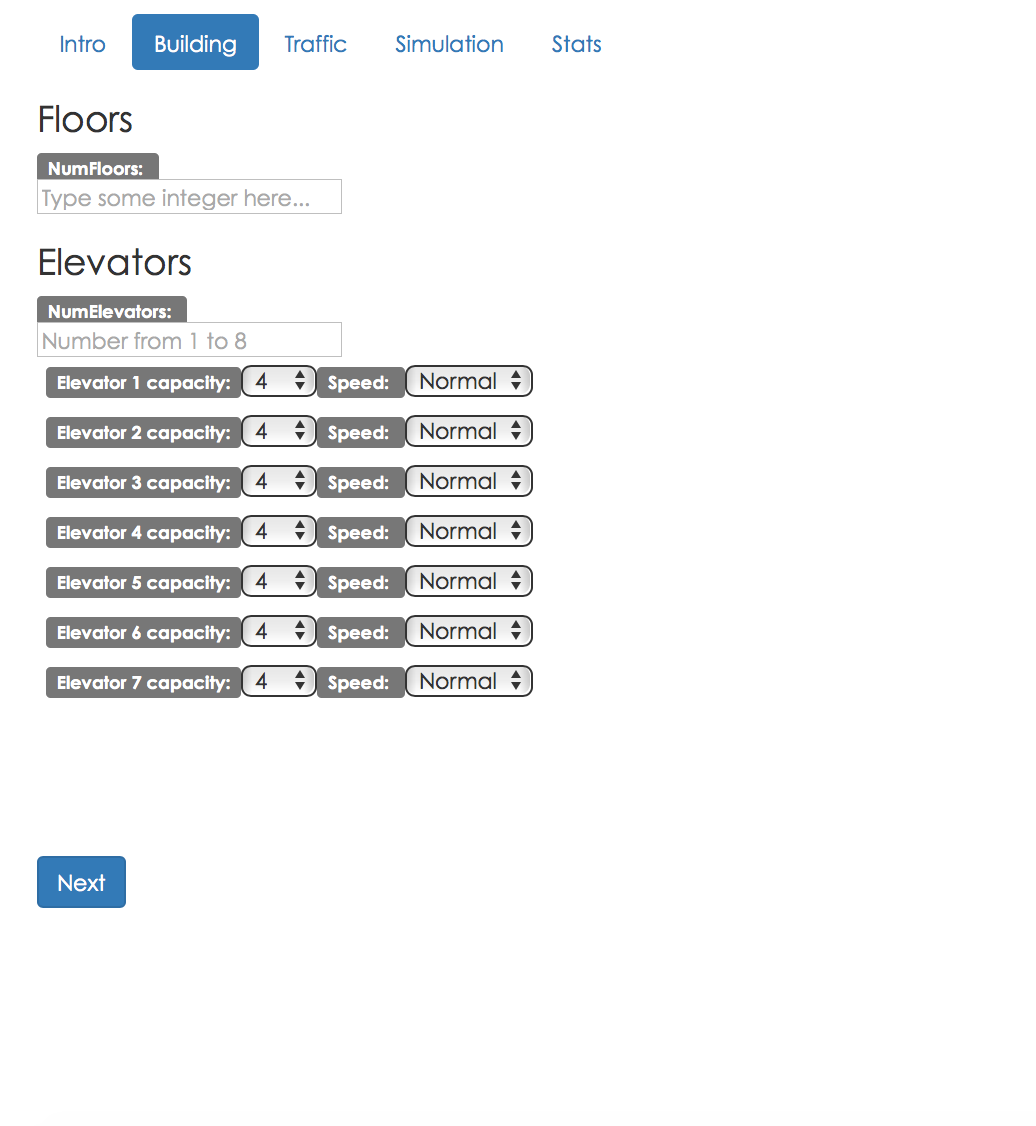 Intro Building Traffic Simulation Stats
Floors
NumFloors:
Type some integer here...
Elevators
NumElevators:
Number from 1 to 8
Elevator 1 capacity: 4 Speed: Normal
Elevator 2 capacity: 4 Speed: Normal
Elevator 3 capacity: 4 Speed: Normal
Elevator 4 capacity: 4 Speed: Normal
Elevator 5 capacity: 4 Speed: Normal
Elevator 6 capacity: 4 Speed: Normal
Elevator 7 capacity: 4 Speed: Normal
Next